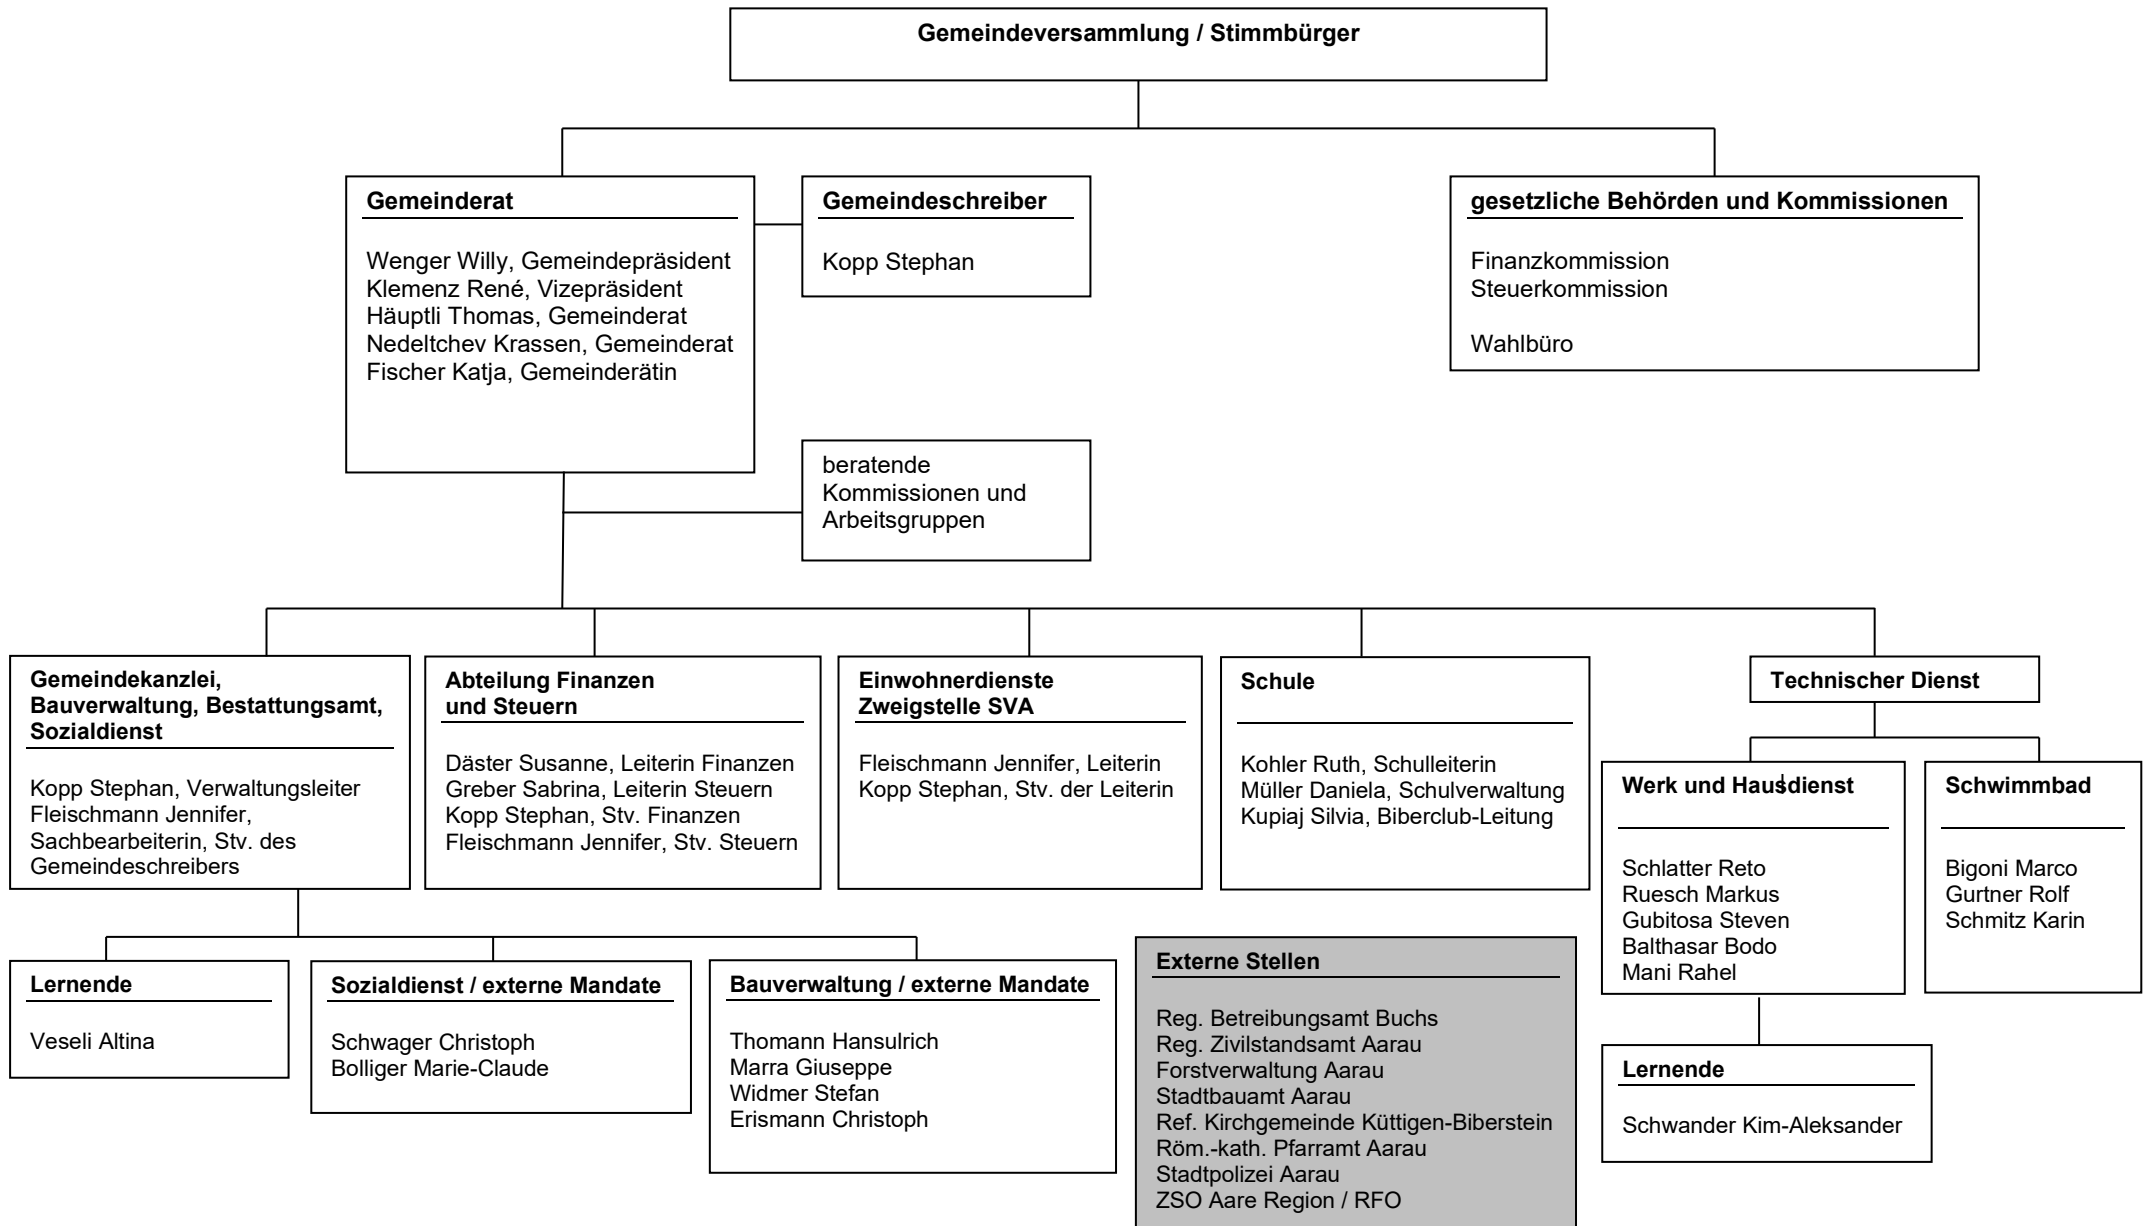 Gemeindeversammlung / Stimmbürger
Gemeinderat
Wenger Willy, Gemeindepräsident
Klemenz René, Vizepräsident
Häuptli Thomas, Gemeinderat
Nedeltchev Krassen, Gemeinderat
Fischer Katja, Gemeinderätin
Gemeindeschreiber
Kopp Stephan
gesetzliche Behörden und Kommissionen
Finanzkommission
Steuerkommission
Wahlbüro
beratende
Kommissionen und
Arbeitsgruppen
Gemeindekanzlei,
Bauverwaltung, Bestattungsamt,
Sozialdienst
Kopp Stephan, Verwaltungsleiter
Fleischmann Jennifer,
Sachbearbeiterin, Stv. des
Gemeindeschreibers
Abteilung Finanzen
und Steuern
Däster Susanne, Leiterin Finanzen
Greber Sabrina, Leiterin Steuern
Kopp Stephan, Stv. Finanzen
Fleischmann Jennifer, Stv. Steuern
Einwohnerdienste
Zweigstelle SVA
Fleischmann Jennifer, Leiterin
Kopp Stephan, Stv. der Leiterin
Schule
Kohler Ruth, Schulleiterin
Müller Daniela, Schulverwaltung
Kupiaj Silvia, Biberclub-Leitung
Technischer Dienst
Werk und Hausdienst
Schlatter Reto
Ruesch Markus
Gubitosa Steven
Balthasar Bodo
Mani Rahel
Schwimmbad
Bigoni Marco
Gurtner Rolf
Schmitz Karin
Lernende
Veseli Altina
Sozialdienst / externe Mandate
Schwager Christoph
Bolliger Marie-Claude
Bauverwaltung / externe Mandate
Thomann Hansulrich
Marra Giuseppe
Widmer Stefan
Erismann Christoph
Externe Stellen
Reg. Betreibungsamt Buchs
Reg. Zivilstandsamt Aarau
Forstverwaltung Aarau
Stadtbauamt Aarau
Ref. Kirchgemeinde Küttigen-Biberstein
Röm.-kath. Pfarramt Aarau
Stadtpolizei Aarau
ZSO Aare Region / RFO
Lernende
Schwander Kim-Aleksander